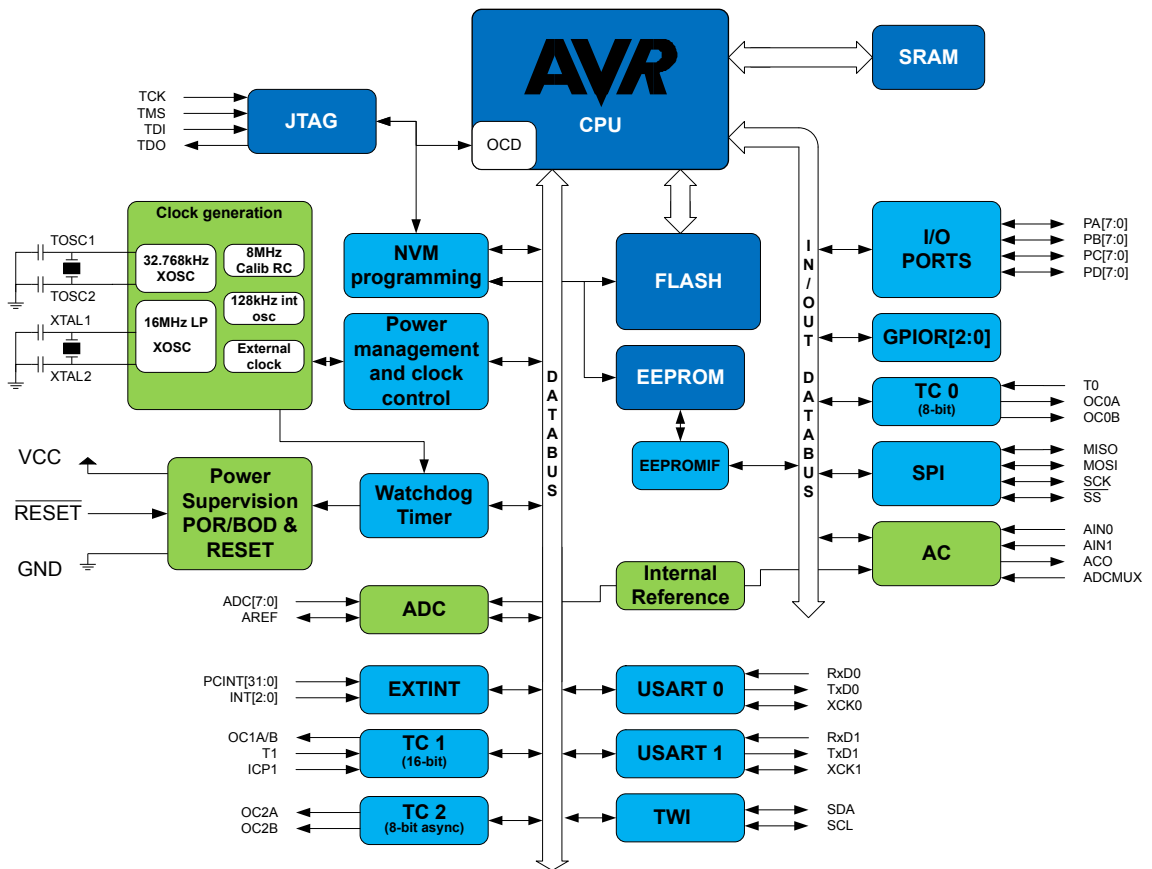 AVR
CPU
OCD
SRAM
TCK
TMS
TDI
TDO
JTAG
Clock generation
TOSC1
TOSC2
XTAL1
XTAL2
32.768kHz
XOSC
8MHz
Calib RC
128kHz int
osc
16MHz LP
XOSC
External
clock
NVM
programming
Power
management
and clock
control
FLASH
EEPROM
EEPROMIF
DATABUS
IN/OUT DATABUS
I/O
PORTS
PA[7:0]
PB[7:0]
PC[7:0]
PD[7:0]
GPIOR[2:0]
TC 0
(8-bit)
T0
OC0A
OC0B
SPI
MISO
MOSI
SCK
SS
AC
AIN0
AIN1
ACO
ADCMUX
VCC
RESET
GND
Power
Supervision
POR/BOD &
RESET
Watchdog
Timer
Internal
Reference
ADC[7:0]
AREF
ADC
PCINT[31:0]
INT[2:0]
EXTINT
USART 0
RxD0
TxD0
XCK0
OC1A/B
T1
ICP1
TC 1
(16-bit)
USART 1
RxD1
TxD1
XCK1
OC2A
OC2B
TC 2
(8-bit async)
TWI
SDA
SCL